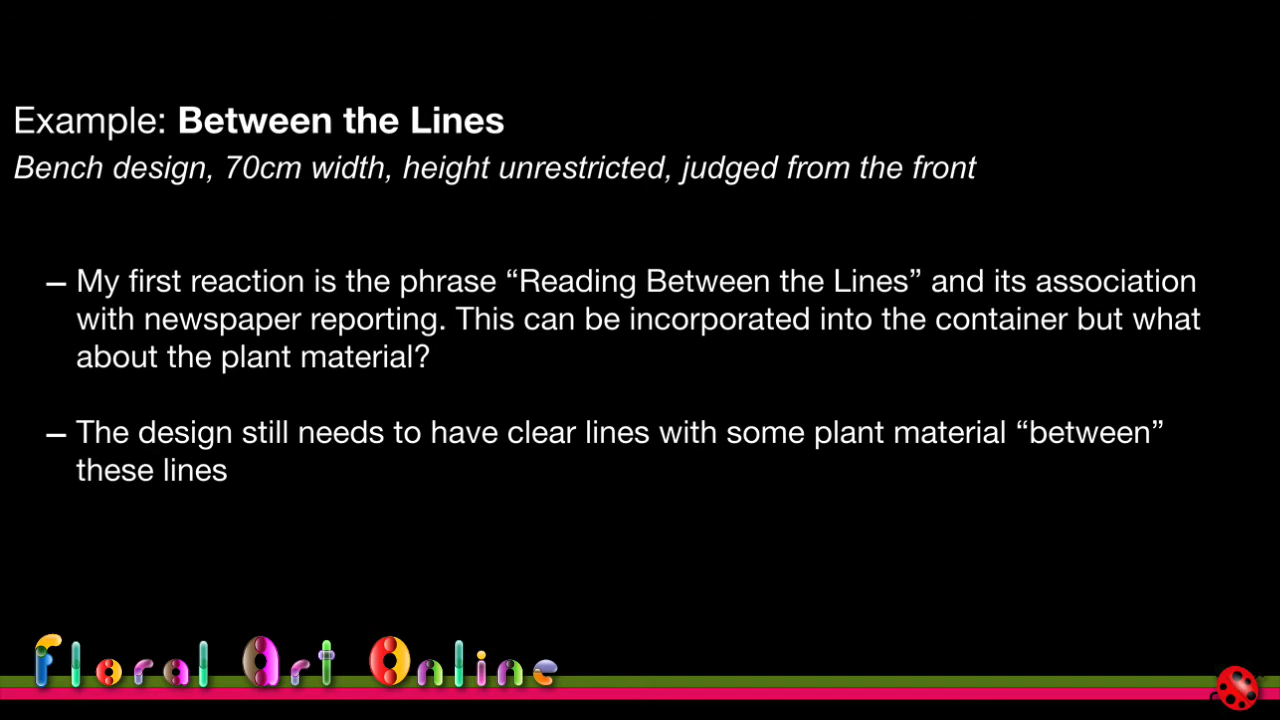 Example: Between the Lines
Bench design, 70cm width, height unrestricted, judged from the front
– My first reaction is the phrase “Reading Between the Lines” and its association
with newspaper reporting. This can be incorporated into the container but what
about the plant material?
– The design still needs to have clear lines with some plant material “between”
these lines
Floral Art Online